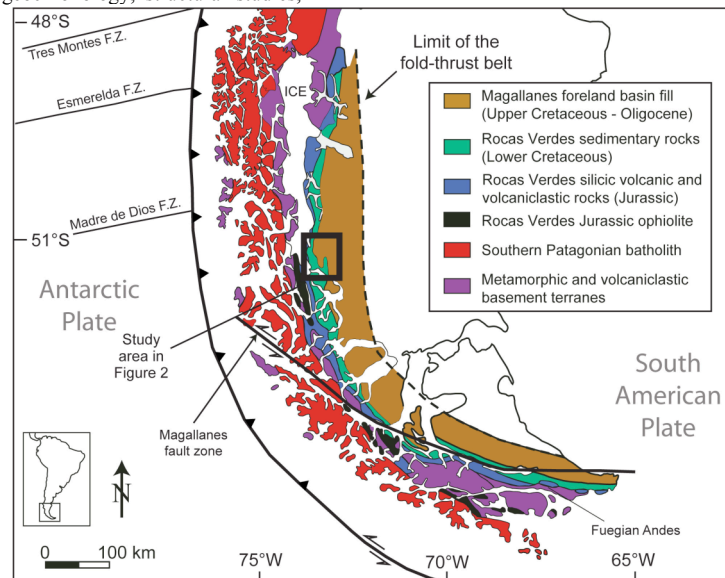 48°S
Tres Montes F.Z.
Esmerelda F.Z.
Madre de Dios F.Z.
51°S
ICE
Limit of the
fold-thrust belt
Magallanes foreland basin fill
(Upper Cretaceous - Oligocene)
Rocas Verdes sedimentary rocks
(Lower Cretaceous)
Rocas Verdes silicic volcanic and
volcaniclastic rocks (Jurassic)
Rocas Verdes Jurassic ophiolite
Southern Patagonian batholith
Metamorphic and volcaniclastic
basement terranes
Antarctic
Plate
Study
area in
Figure 2
South
American
Plate
Magallanes
fault zone
Fuegian Andes
N
0 100 km
75°W
70°W
65°W